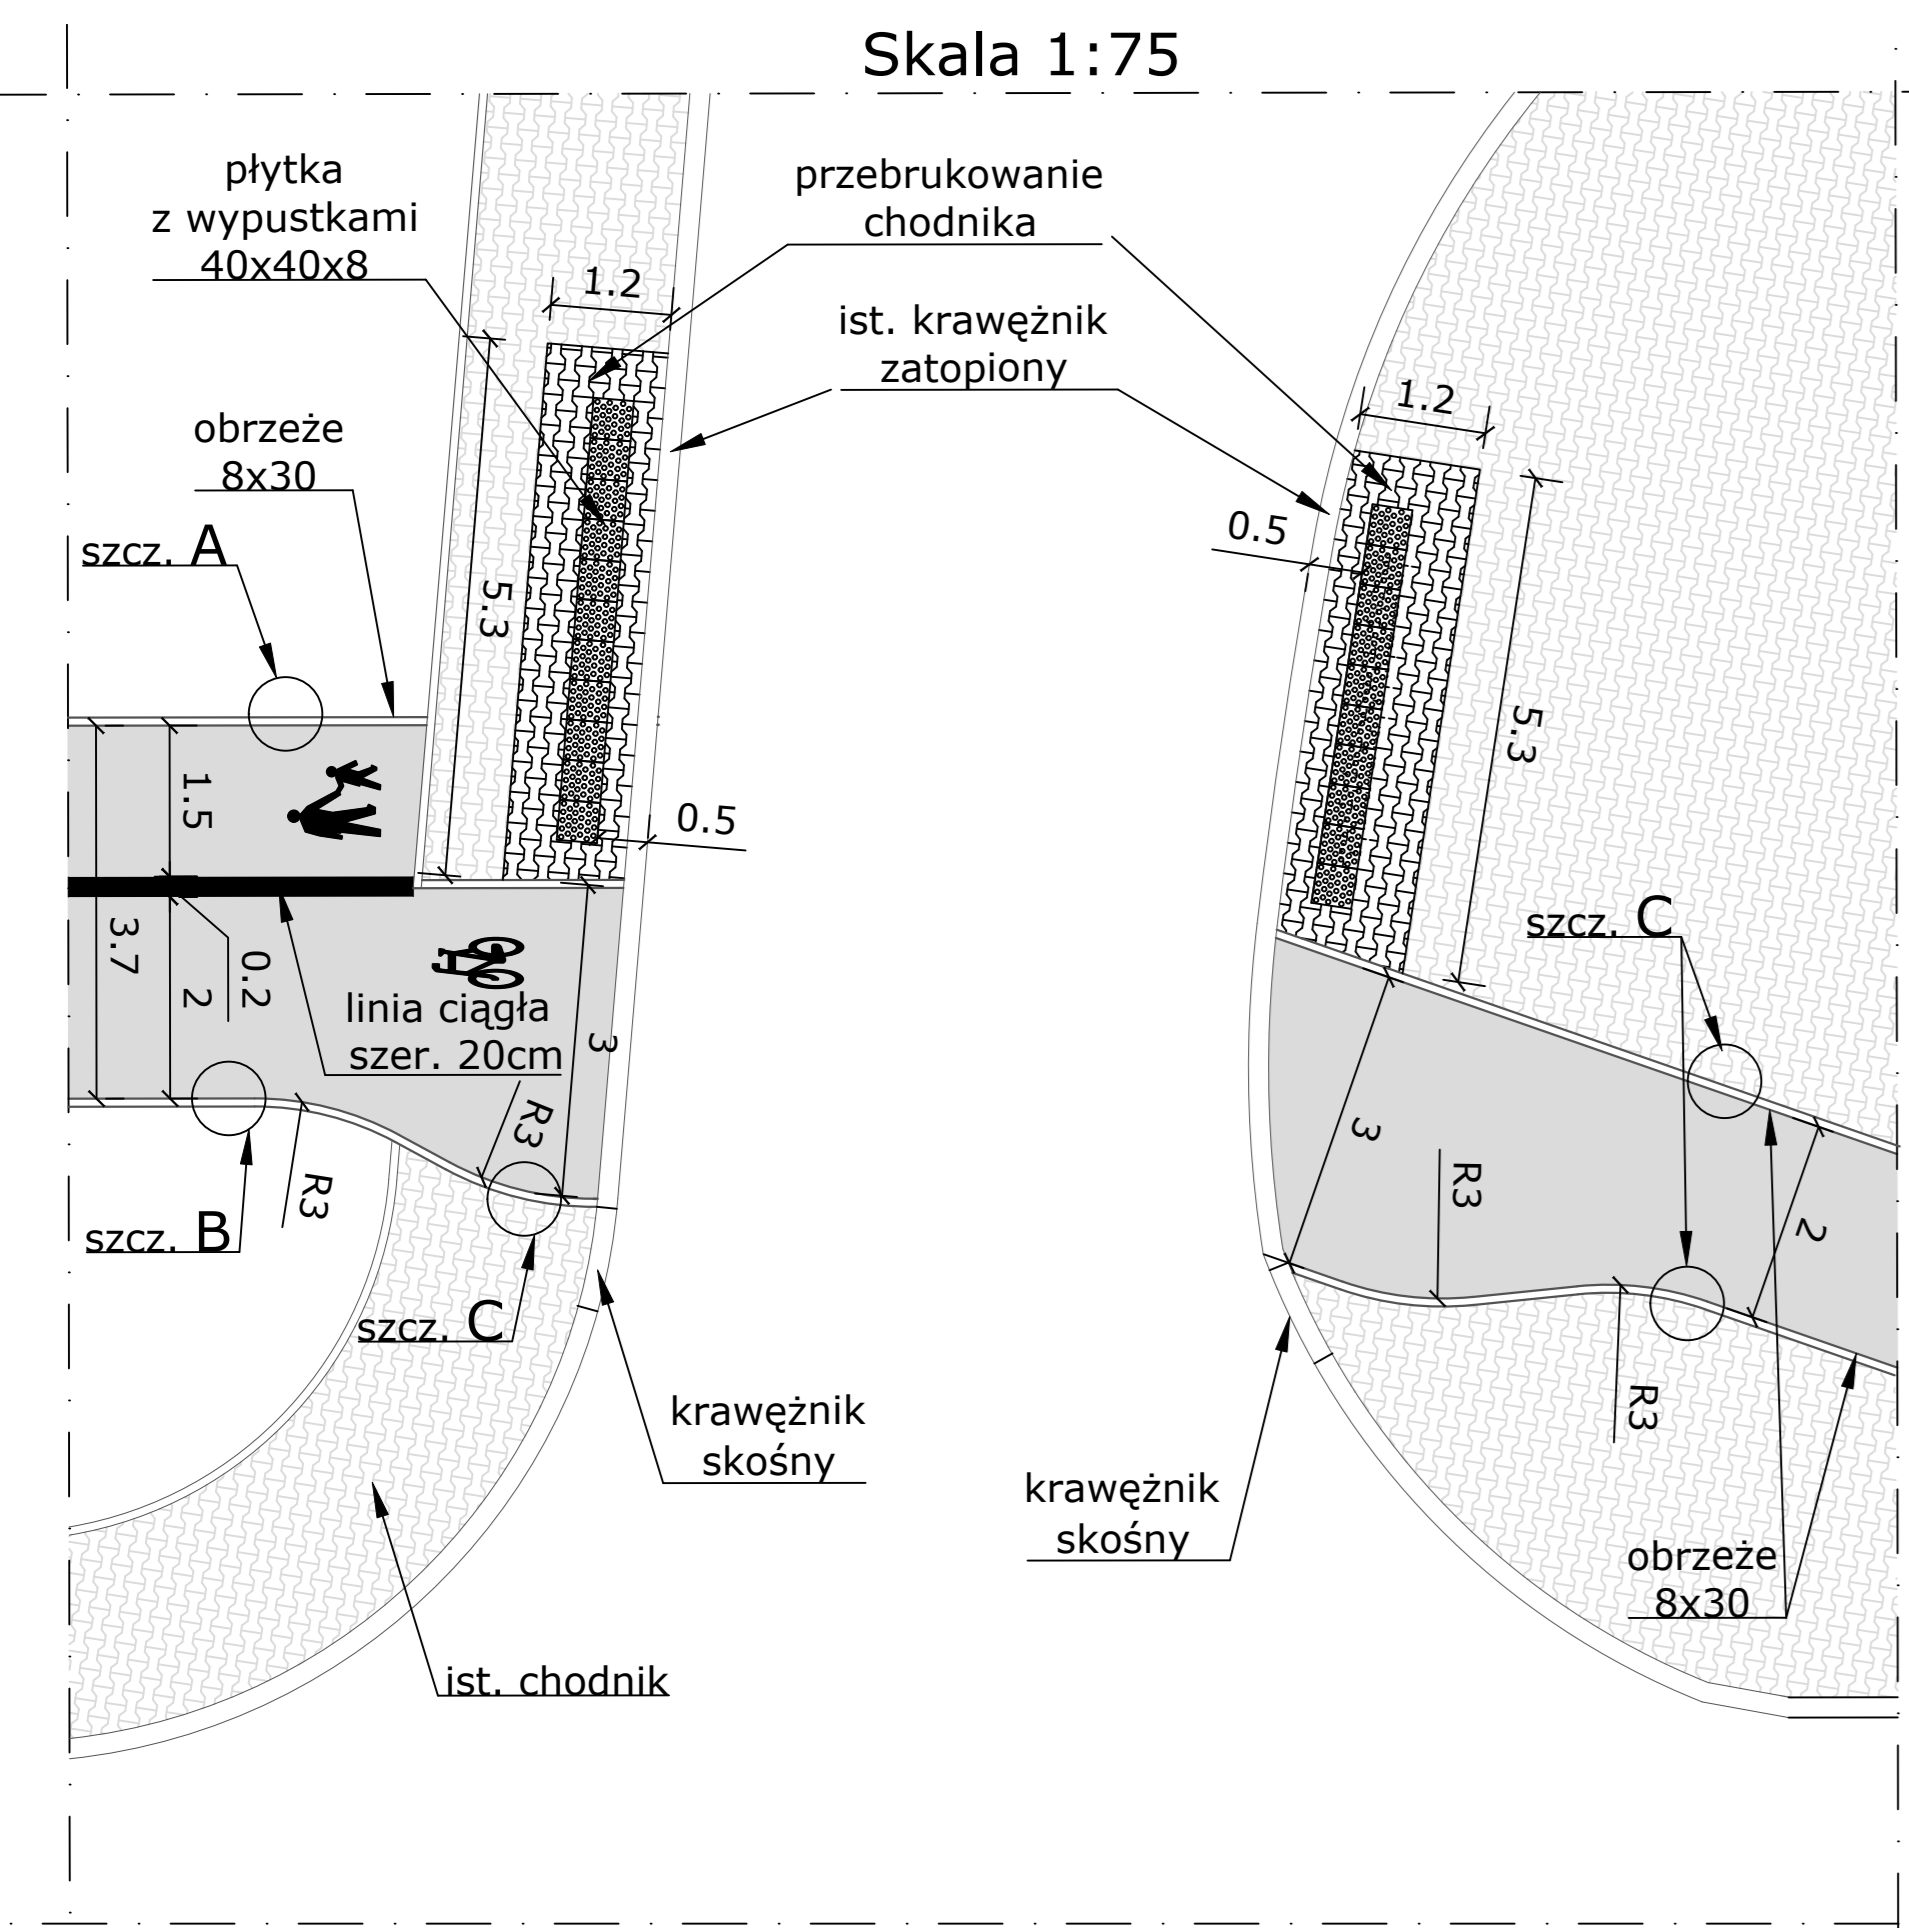 Skala 1:75
płytka
z wypustkami
40x40x8
przebrukowanie
chodnika
1.2
ist. krawężnik
zatopiony
1.2
obrzeże
8x30
szcz. A
0.5
5.3
5.3
1.5
0.5
szcz. C
3.7
2
0.2
linia ciągła
szer. 20cm
3
R3
R3
szcz. B
szcz. C
3
R3
2
R3
krawężnik
skośny
krawężnik
skośny
obrzeże
8x30
ist. chodnik